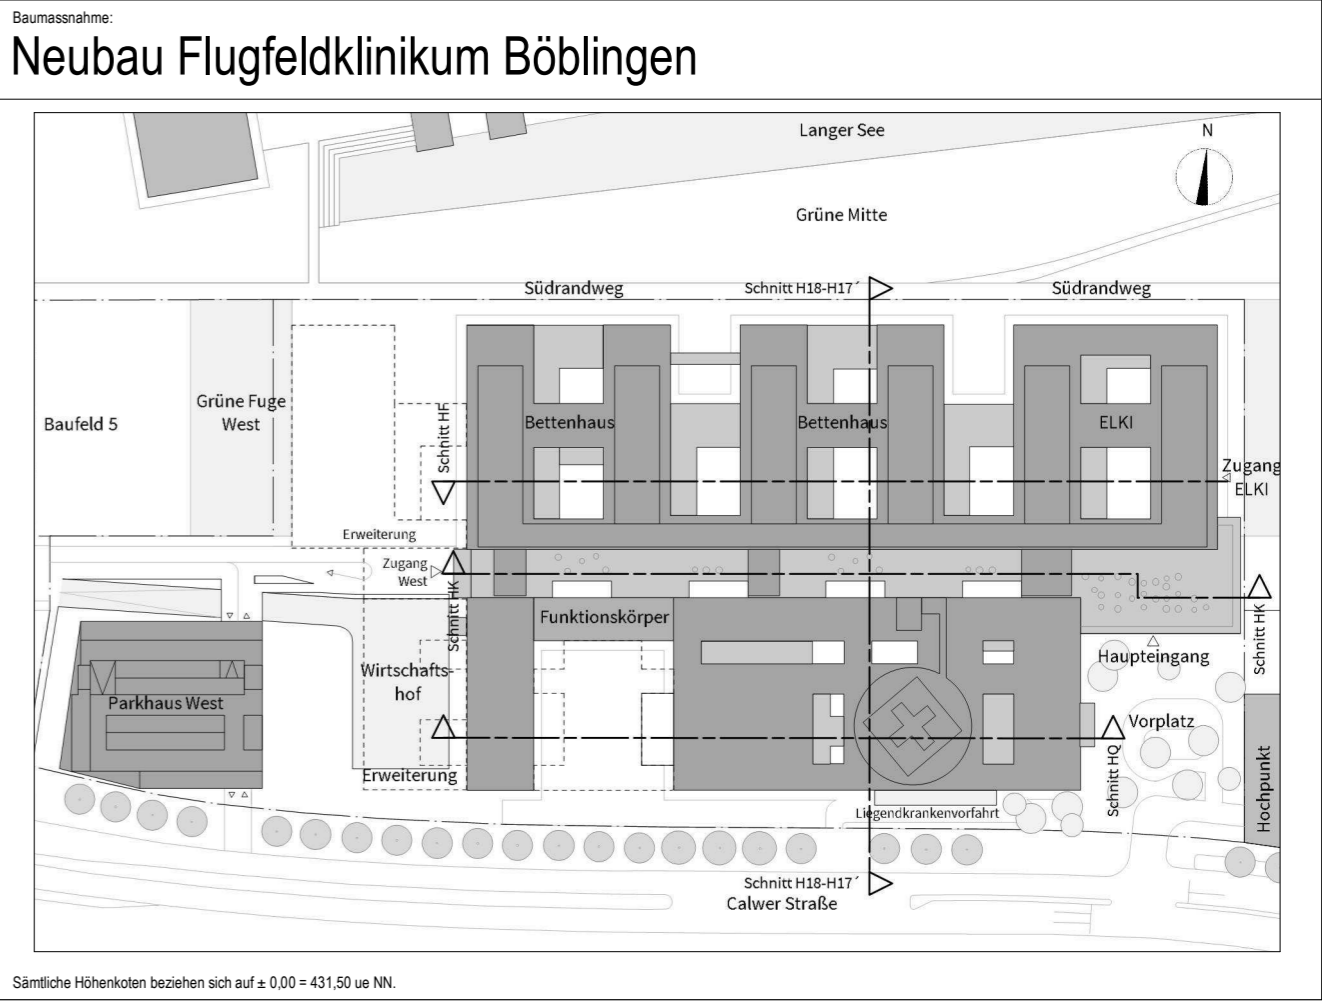 Baumassnahme:
Neubau Flugfeldklinikum Böblingen
Langer See
N
Grüne Mitte
Südrandweg
Schnitt H18-H17´
Südrandweg
Grüne Fuge
West
Baufeld 5
Schnitt HF
Bettenhaus
Bettenhaus
ELKI
Zugang
ELKI
Erweiterung
Zugang
West
Schnitt HK
Funktionskörper
Haupteingang
Schnitt HK
Wirtschafts-
hof
Parkhaus West
Vorplatz
Erweiterung
Schnitt HQ
Hochpunkt
Liegendkrankenvorfahrt
Schnitt H18-H17´
Calwer Straße
Sämtliche Höhenkoten beziehen sich auf ± 0,00 = 431,50 ue NN.